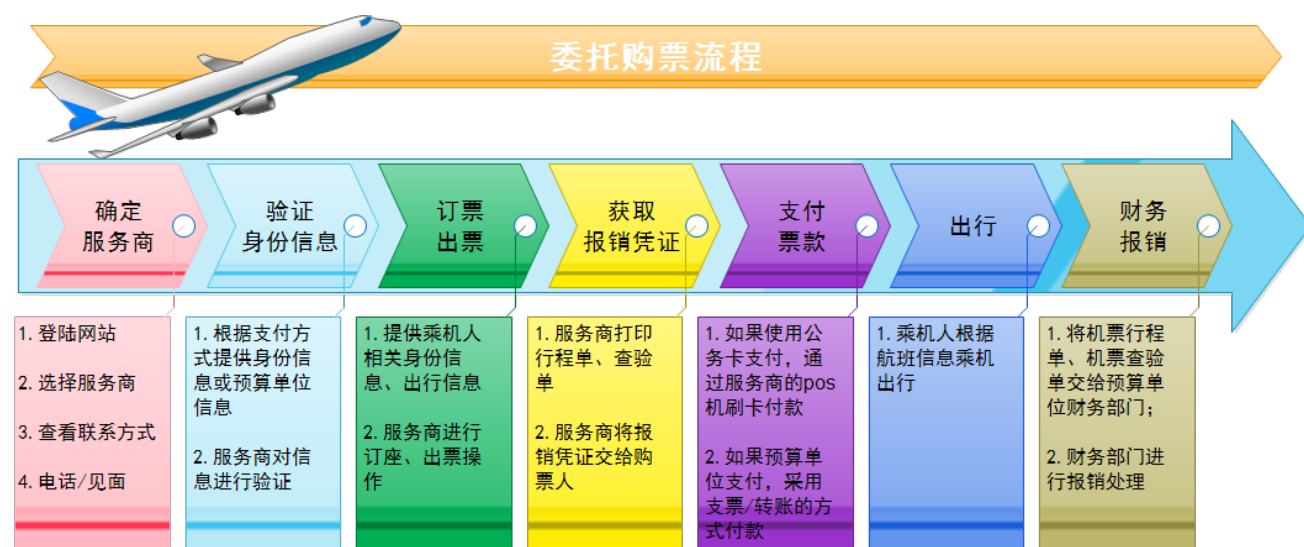 委托购票流程
确定
服务商
验证
身份信息
订票
出票
获取
报销凭证
支付
票款
出行
财务
报销
1. 登陆网站
2. 选择服务商
3. 查看联系方式
4. 电话/见面
1. 根据支付方
式提供身份信
息或预算单位
信息
2. 服务商对信
息进行验证
1. 提供乘机人
相关身份信
息、出行信息
2. 服务商进行
订座、出票操
作
1. 服务商打印
行程单、查验
单
2. 服务商将报
销凭证交给购
票人
1. 如果使用公
务卡支付，通
过服务商的pos
机刷卡付款
2. 如果预算单
位支付，采用
支票/转账的方
式付款
1. 乘机人根据
航班信息乘机
出行
1. 将机票行程
单、机票查验
单交给预算单
位财务部门；
2. 财务部门进
行报销处理